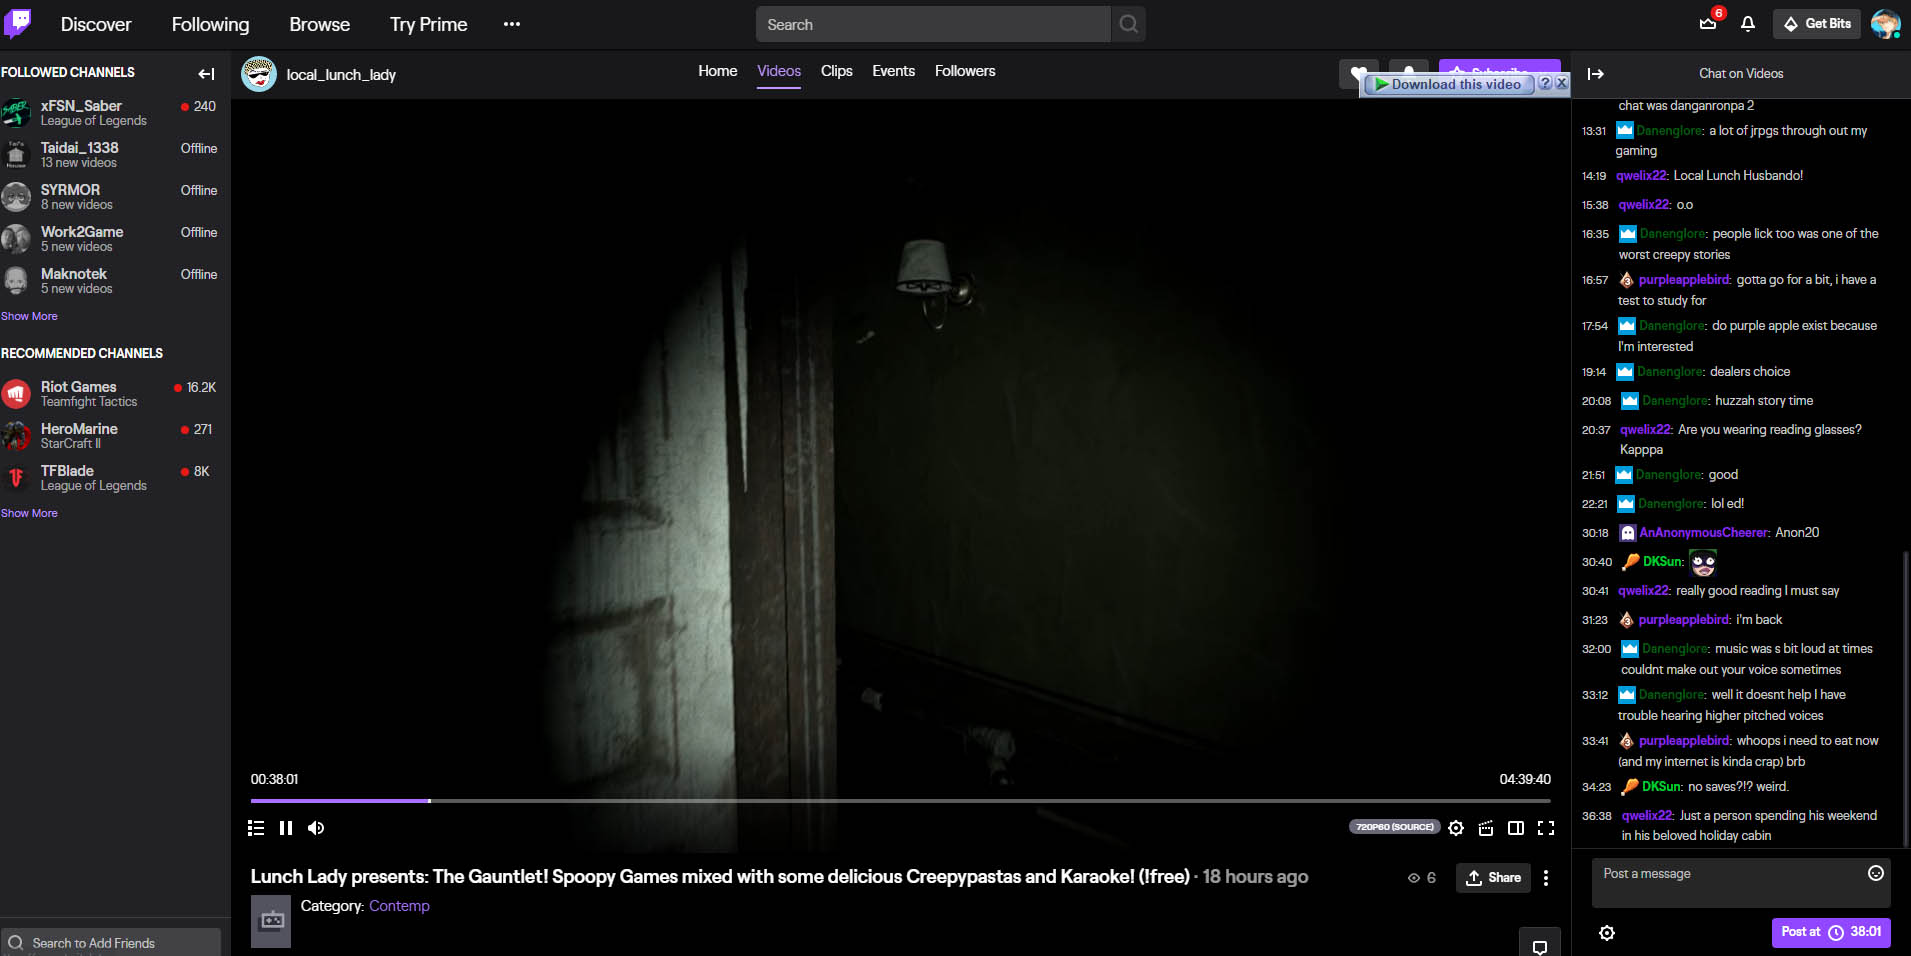 Discover
Following
Browse
Try Prime
Search
6
Get Bits
FOLLOWED CHANNELS
xFSN_Saber
240
League of Legends
Taidai_1338
Offline
13 new videos
SYRMOR
Offline
8 new videos
Work2Game
Offline
5 new videos
Maknotek
Offline
5 new videos
Show More
RECOMMENDED CHANNELS
Riot Games
16.2K
Teamfight Tactics
HeroMarine
271
StarCraft II
TFBlade
8K
League of Legends
Show More
Search to Add Friends
local_lunch_lady
Home
Videos
Clips
Events
Followers
Subscribe
Download this video
?
X
00:38:01
04:39:40
720P60 (SOURCE)
Lunch Lady presents: The Gauntlet! Spoopy Games mixed with some delicious Creepypastas and Karaoke! (!free) · 18 hours ago
6
Share
Category: Contemp
Chat on Videos
chat was danganronpa 2
13:31 Danenglore: a lot of jrpgs through out my
gaming
14:19 qwelix22: Local Lunch Husbando!
15:38 qwelix22: o.o
16:35 Danenglore: people lick too was one of the
worst creepy stories
16:57 purpleapplebird: gotta go for a bit, i have a
test to study for
17:54 Danenglore: do purple apple exist because
I'm interested
19:14 Danenglore: dealers choice
20:08 Danenglore: huzzah story time
20:37 qwelix22: Are you wearing reading glasses?
Kapppa
21:51 Danenglore: good
22:21 Danenglore: lol ed!
30:18 AnAnonymousCheerer: Anon20
30:40 DKSun:
30:41 qwelix22: really good reading I must say
31:23 purpleapplebird: i'm back
32:00 Danenglore: music was s bit loud at times
couldnt make out your voice sometimes
33:12 Danenglore: well it doesnt help I have
trouble hearing higher pitched voices
33:41 purpleapplebird: whoops i need to eat now
(and my internet is kinda crap) brb
34:23 DKSun: no saves?!? weird.
36:38 qwelix22: Just a person spending his weekend
in his beloved holiday cabin
Post a message
Post at 38:01